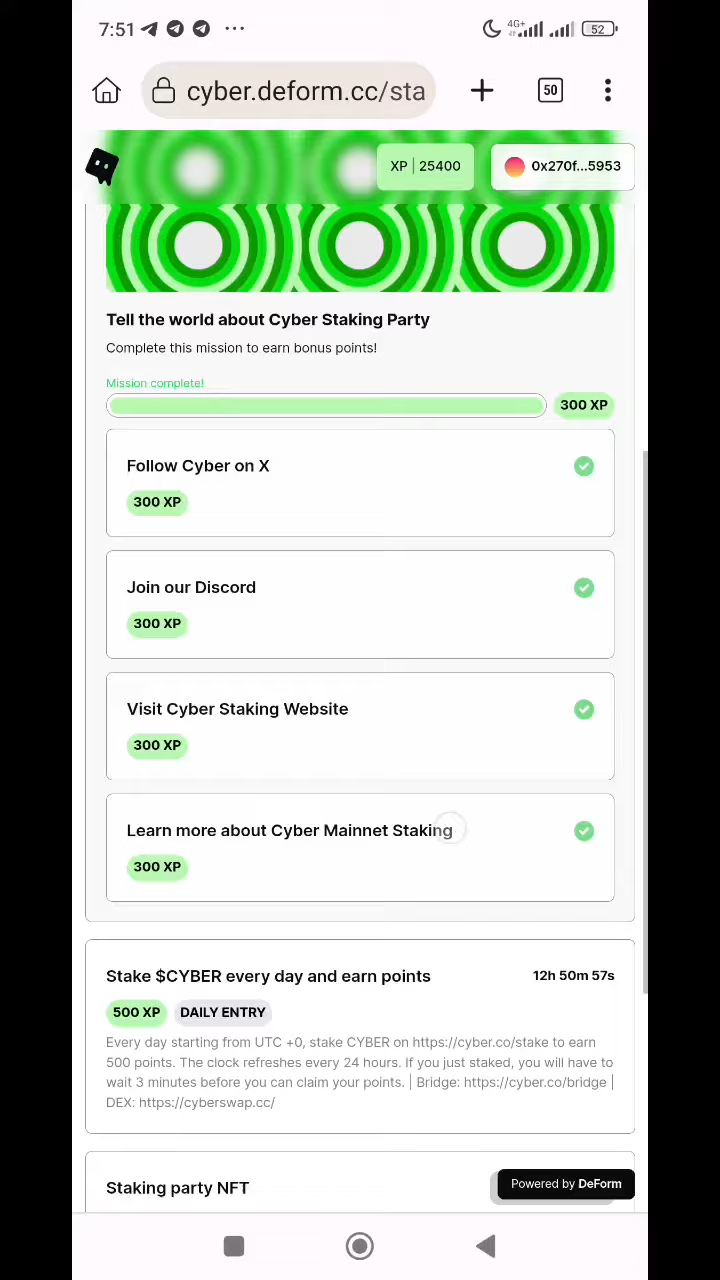 7:51
4G+
52
cyber.deform.cc/sta
50
XP | 25400
0x270f...5953
Tell the world about Cyber Staking Party
Complete this mission to earn bonus points!
Mission complete!
300 XP
Follow Cyber on X
300 XP
Join our Discord
300 XP
Visit Cyber Staking Website
300 XP
Learn more about Cyber Mainnet Staking
300 XP
Stake $CYBER every day and earn points
12h 50m 57s
500 XP
DAILY ENTRY
Every day starting from UTC +0, stake CYBER on https://cyber.co/stake to earn
500 points. The clock refreshes every 24 hours. If you just staked, you will have to
wait 3 minutes before you can claim your points. | Bridge: https://cyber.co/bridge |
DEX: https://cyberswap.cc/
Staking party NFT
Powered by DeForm